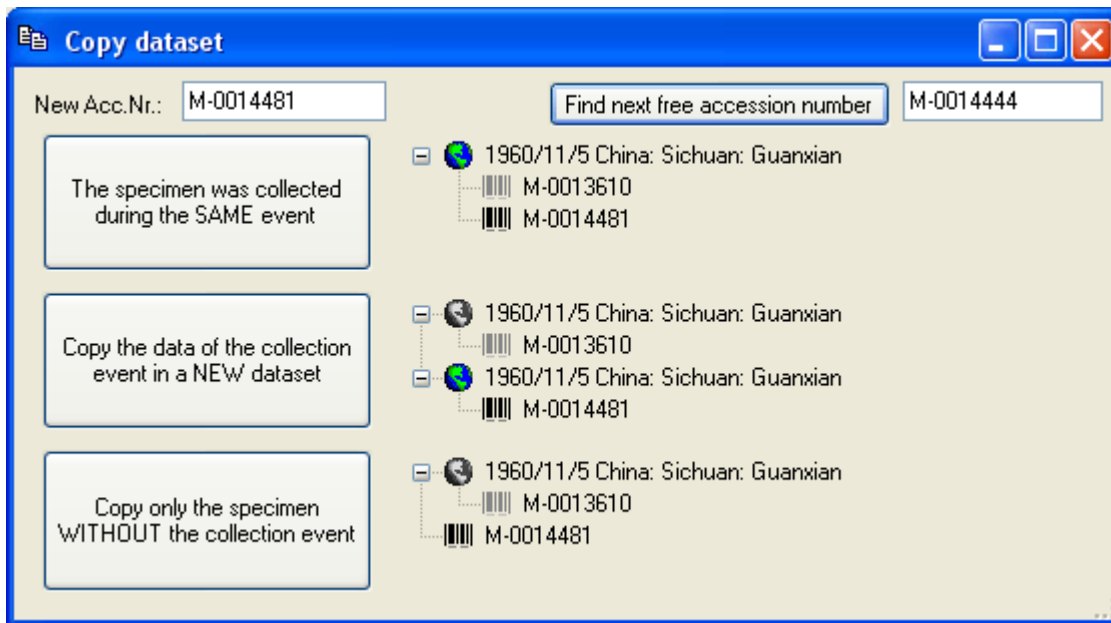 Copy dataset
New Acc.Nr.: M-0014481 Find next free accession number M-0014444
The specimen was collected
during the SAME event
1960/11/5 China: Sichuan: Guanxian
M-0013610
M-0014481
Copy the data of the collection
event in a NEW dataset
1960/11/5 China: Sichuan: Guanxian
M-0013610
1960/11/5 China: Sichuan: Guanxian
M-0014481
Copy only the specimen
WITHOUT the collection event
1960/11/5 China: Sichuan: Guanxian
M-0013610
M-0014481